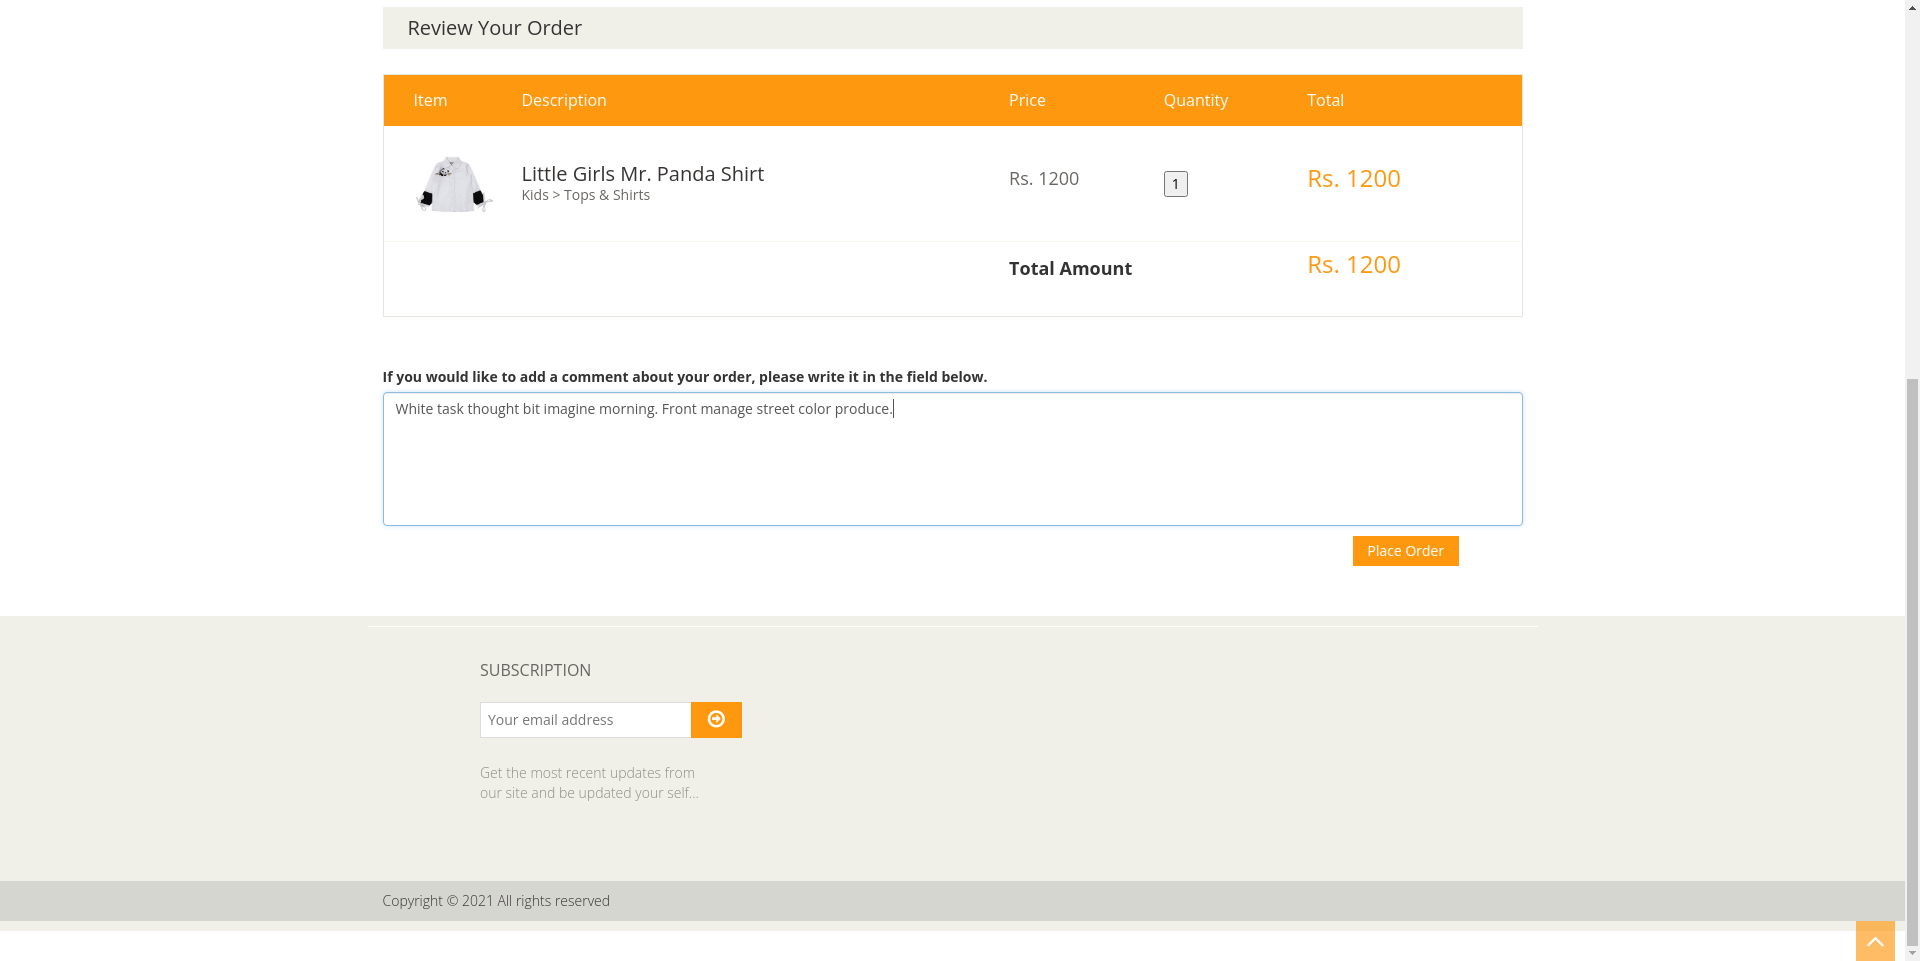 Review Your Order
Item Description Price Quantity Total
Little Girls Mr. Panda Shirt
Kids > Tops & Shirts
Rs. 1200
1
Rs. 1200
Total Amount Rs. 1200
If you would like to add a comment about your order, please write it in the field below.
White task thought bit imagine morning. Front manage street color produce.
Place Order
SUBSCRIPTION
Your email address
Get the most recent updates from
our site and be updated your self...
Copyright © 2021 All rights reserved